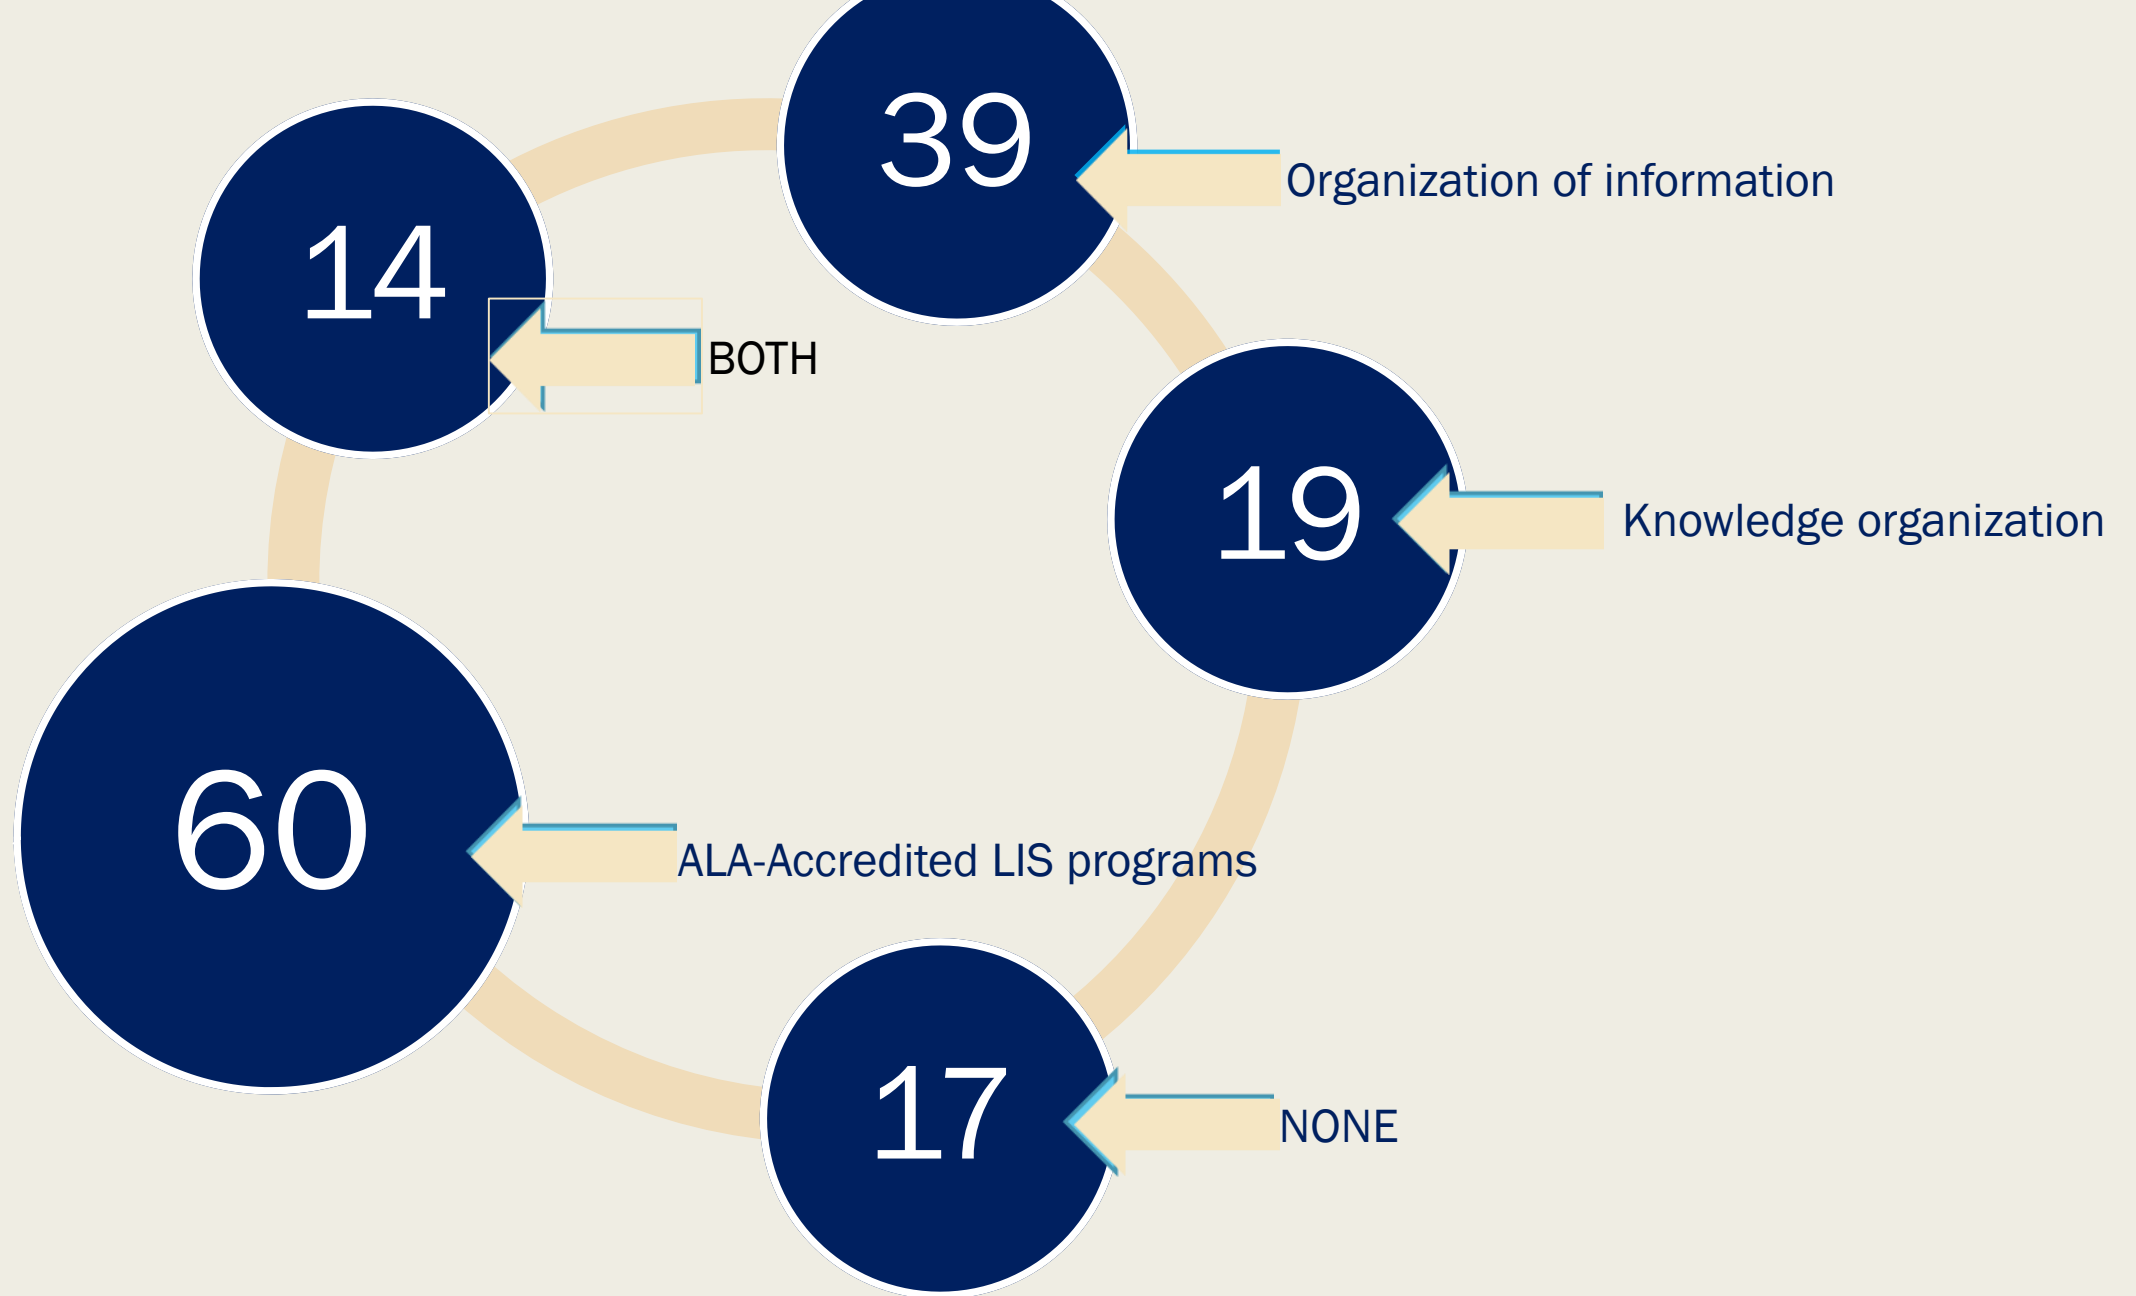 39
Organization of information
14
BOTH
19
Knowledge organization
60
ALA-Accredited LIS programs
17
NONE